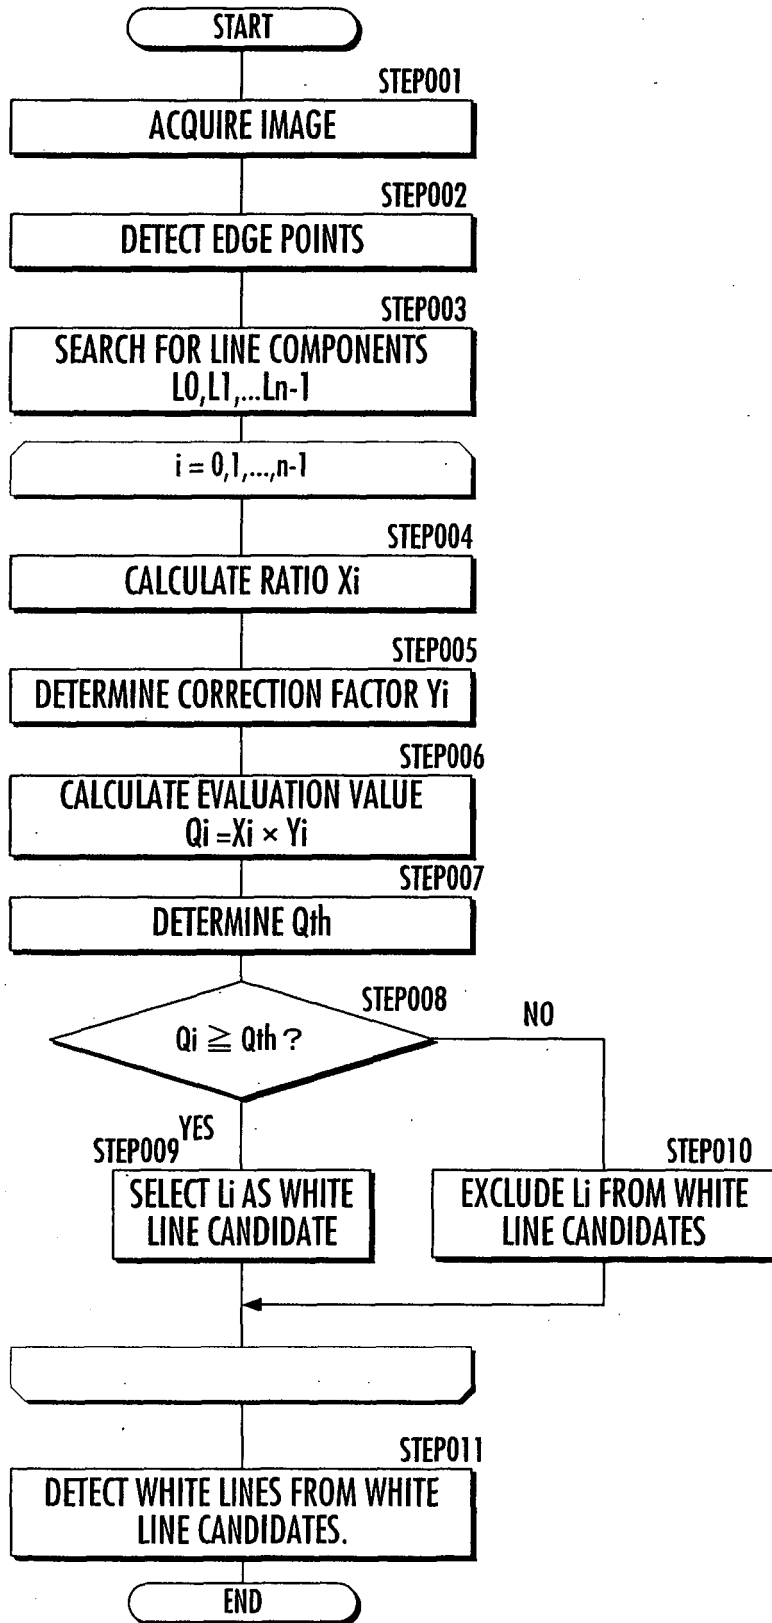 START
STEP001
ACQUIRE IMAGE
STEP002
DETECT EDGE POINTS
STEP003
SEARCH FOR LINE COMPONENTS
L0,L1,...Ln-1
i = 0,1,...,n-1
STEP004
CALCULATE RATIO Xi
STEP005
DETERMINE CORRECTION FACTOR Yi
STEP006
CALCULATE EVALUATION VALUE
Qi =Xi × Yi
STEP007
DETERMINE Qth
STEP008
Qi ≧ Qth ?
NO
YES
STEP009
SELECT Li AS WHITE
LINE CANDIDATE
STEP010
EXCLUDE Li FROM WHITE
LINE CANDIDATES
STEP011
DETECT WHITE LINES FROM WHITE
LINE CANDIDATES.
END